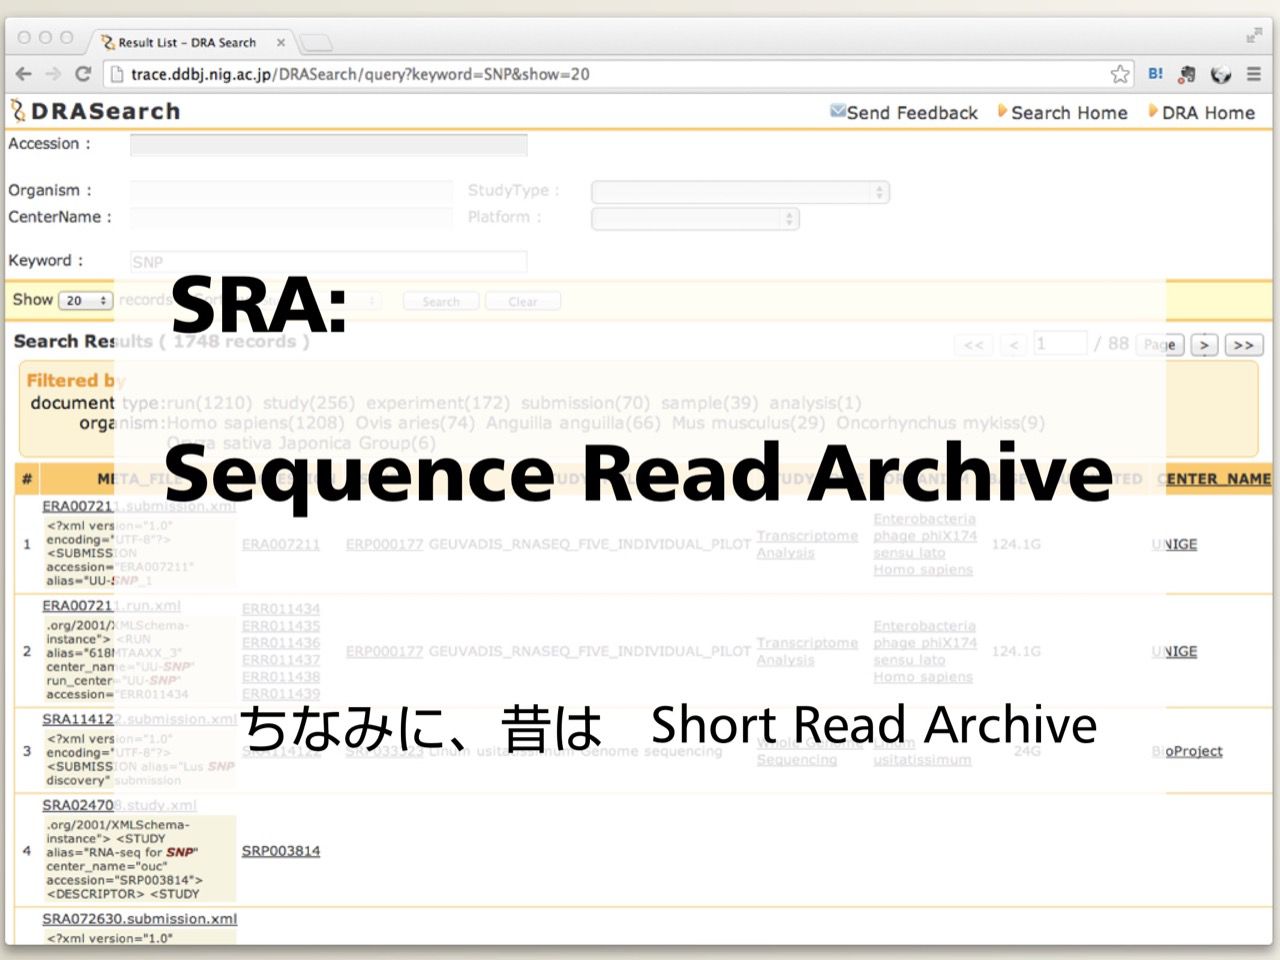 Result List – DRA Search
trace.ddbj.nig.ac.jp/DRASearch/query?keyword=SNP&show=20
B!
DRASearch
Send Feedback Search Home DRA Home
Accession :
Organism : StudyType :
CenterName : Platform :
Keyword : SNP
Show 20 records Sort Search Clear
SRA:
Search Results ( 1748 records ) << < 1 / 88 Page > >>
Filtered by
document type:run(1210) study(256) experiment(172) submission(70) sample(39) analysis(1)
organism:Homo sapiens(1208) Ovis aries(74) Anguilla anguilla(66) Mus musculus(29) Oncorhynchus mykiss(9)
Oryza sativa Japonica Group(6)
Sequence Read Archive
# META_FILE CENTER_NAME
ERA007211.submission.xml
1 <?xml version="1.0"
encoding="UTF-8"?>
<SUBMISSION
accession="ERA007211"
alias="UU-SNP_1
ERA007211 ERP000177 GEUVADIS_RNASEQ_FIVE_INDIVIDUAL_PILOT Transcriptome Analysis Enterobacteria phage phiX174 sensu lato Homo sapiens 124.1G UNIGE
ERA007211.run.xml
2 .org/2001/XMLSchema-
instance"> <RUN
alias="618MTAAXX_3"
center_name="UU-SNP"
run_center="UU-SNP"
accession="ERR011434
ERR011434
ERR011435
ERR011436
ERR011437
ERR011438
ERR011439
ERP000177 GEUVADIS_RNASEQ_FIVE_INDIVIDUAL_PILOT Transcriptome Analysis Enterobacteria phage phiX174 sensu lato Homo sapiens 124.1G UNIGE
ちなみに、昔は Short Read Archive
SRA114122.submission.xml
3 <?xml version="1.0"
encoding="UTF-8"?>
<SUBMISSION alias="Lus SNP
discovery" submission
SRA114122 Linum usitatissimum Genome sequencing Whole Genome Sequencing Linum usitatissimum 24G BioProject
SRA024708.study.xml
4 .org/2001/XMLSchema-
instance"> <STUDY
alias="RNA-seq for SNP"
center_name="ouc"
accession="SRP003814">
<DESCRIPTOR> <STUDY
SRP003814
SRA072630.submission.xml
<?xml version="1.0"